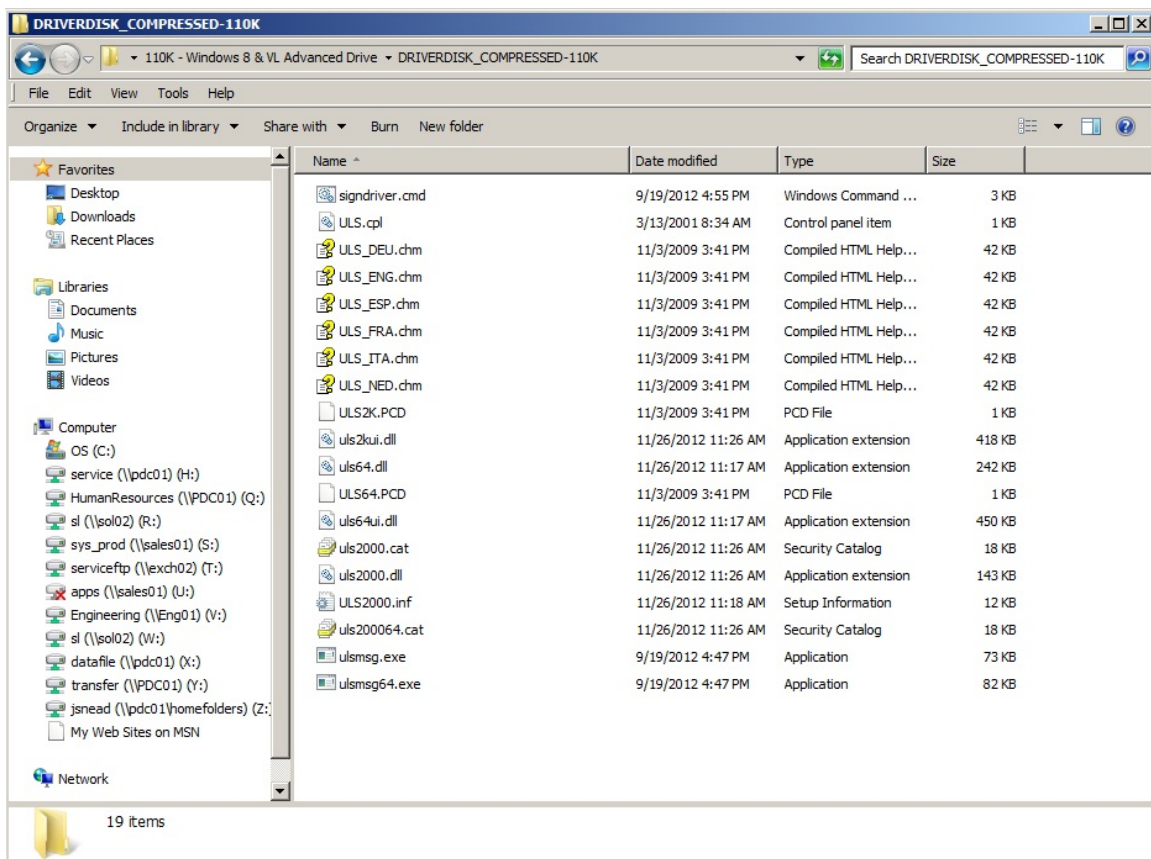 DRIVERDISK_COMPRESSED-110K
110K - Windows 8 & VL Advanced Drive DRIVERDISK_COMPRESSED-110K Search DRIVERDISK_COMPRESSED-110K
File Edit View Tools Help
Organize Include in library Share with Burn New folder
Favorites
Desktop
Downloads
Recent Places
Libraries
Documents
Music
Pictures
Videos
Computer
OS (C:)
service (\\pdc01) (H:)
HumanResources (\\PDC01) (Q:)
sl (\\sol02) (R:)
sys_prod (\\sales01) (S:)
serviceftp (\\exch02) (T:)
apps (\\sales01) (U:)
Engineering (\\Eng01) (V:)
sl (\\sol02) (W:)
datafile (\\pdc01) (X:)
transfer (\\PDC01) (Y:)
jsnead (\\pdc01\homefolders) (Z:
My Web Sites on MSN
Network
Name Date modified Type Size
signdriver.cmd 9/19/2012 4:55 PM Windows Command ... 3 KB
ULS.cpl 3/13/2001 8:34 AM Control panel item 1 KB
ULS_DEU.chm 11/3/2009 3:41 PM Compiled HTML Help... 42 KB
ULS_ENG.chm 11/3/2009 3:41 PM Compiled HTML Help... 42 KB
ULS_ESP.chm 11/3/2009 3:41 PM Compiled HTML Help... 42 KB
ULS_FRA.chm 11/3/2009 3:41 PM Compiled HTML Help... 42 KB
ULS_ITA.chm 11/3/2009 3:41 PM Compiled HTML Help... 42 KB
ULS_NED.chm 11/3/2009 3:41 PM Compiled HTML Help... 42 KB
ULS2K.PCD 11/3/2009 3:41 PM PCD File 1 KB
uls2kui.dll 11/26/2012 11:26 AM Application extension 418 KB
uls64.dll 11/26/2012 11:17 AM Application extension 242 KB
ULS64.PCD 11/3/2009 3:41 PM PCD File 1 KB
uls64ui.dll 11/26/2012 11:17 AM Application extension 450 KB
uls2000.cat 11/26/2012 11:26 AM Security Catalog 18 KB
uls2000.dll 11/26/2012 11:26 AM Application extension 143 KB
ULS2000.inf 11/26/2012 11:18 AM Setup Information 12 KB
uls200064.cat 11/26/2012 11:26 AM Security Catalog 18 KB
ulsmsg.exe 9/19/2012 4:47 PM Application 73 KB
ulsmsg64.exe 9/19/2012 4:47 PM Application 82 KB
19 items